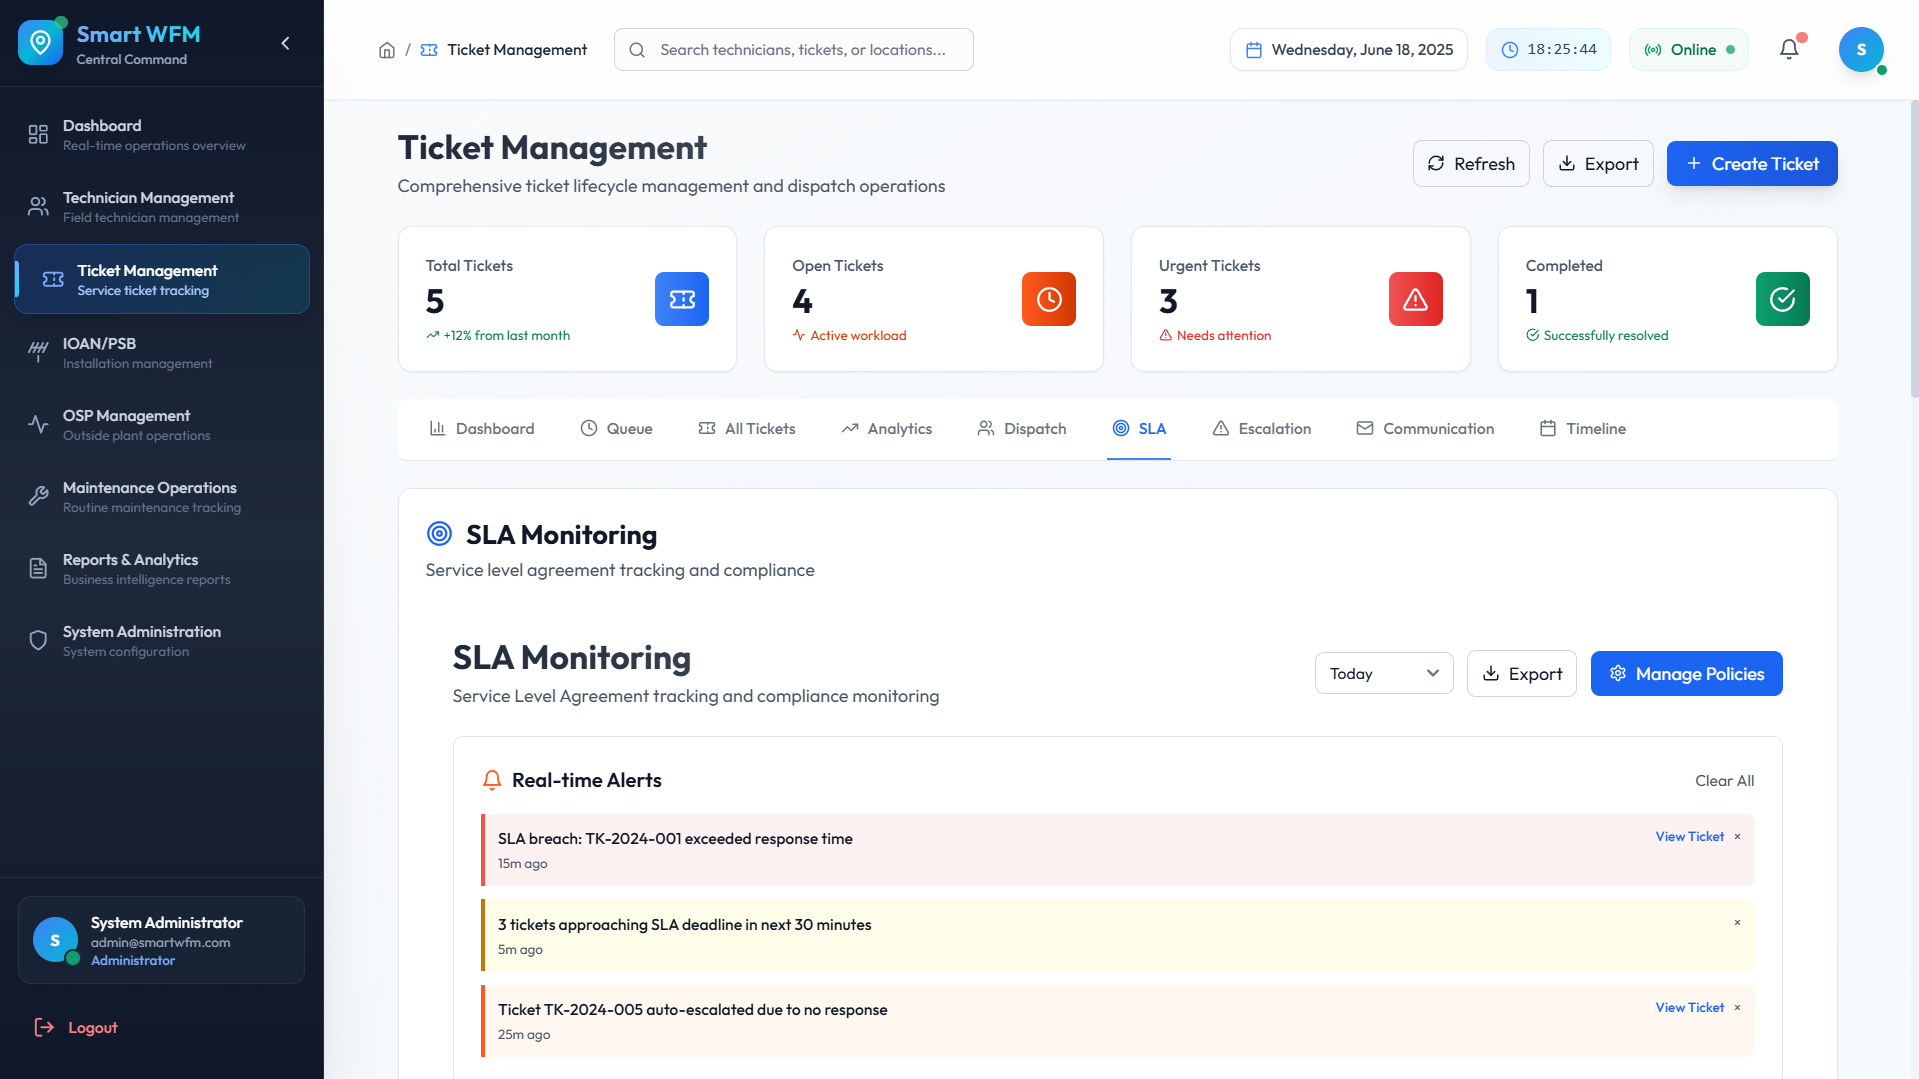 Smart WFM
Central Command
Dashboard
Real-time operations overview
Technician Management
Field technician management
Ticket Management
Service ticket tracking
IOAN/PSB
Installation management
OSP Management
Outside plant operations
Maintenance Operations
Routine maintenance tracking
Reports & Analytics
Business intelligence reports
System Administration
System configuration
S
System Administrator
admin@smartwfm.com
Administrator
Logout
/ Ticket Management
Search technicians, tickets, or locations...
Wednesday, June 18, 2025
18:25:44
Online
S
Ticket Management
Comprehensive ticket lifecycle management and dispatch operations
Refresh
Export
Create Ticket
Total Tickets
5
+12% from last month
Open Tickets
4
Active workload
Urgent Tickets
3
Needs attention
Completed
1
Successfully resolved
Dashboard
Queue
All Tickets
Analytics
Dispatch
SLA
Escalation
Communication
Timeline
SLA Monitoring
Service level agreement tracking and compliance
SLA Monitoring
Service Level Agreement tracking and compliance monitoring
Today
Export
Manage Policies
Real-time Alerts
Clear All
SLA breach: TK-2024-001 exceeded response time
15m ago
View Ticket ×
3 tickets approaching SLA deadline in next 30 minutes
5m ago
×
Ticket TK-2024-005 auto-escalated due to no response
25m ago
View Ticket ×